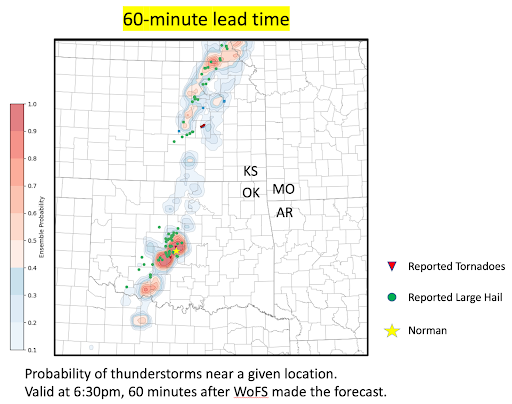 60-minute lead time
1.0
0.9
0.8
0.7
0.6
0.5
0.4
0.3
0.2
0.1
Ensemble Probability
KS
OK
MO
AR
Reported Tornadoes
Reported Large Hail
Norman
Probability of thunderstorms near a given location.
Valid at 6:30pm, 60 minutes after WoFS made the forecast.